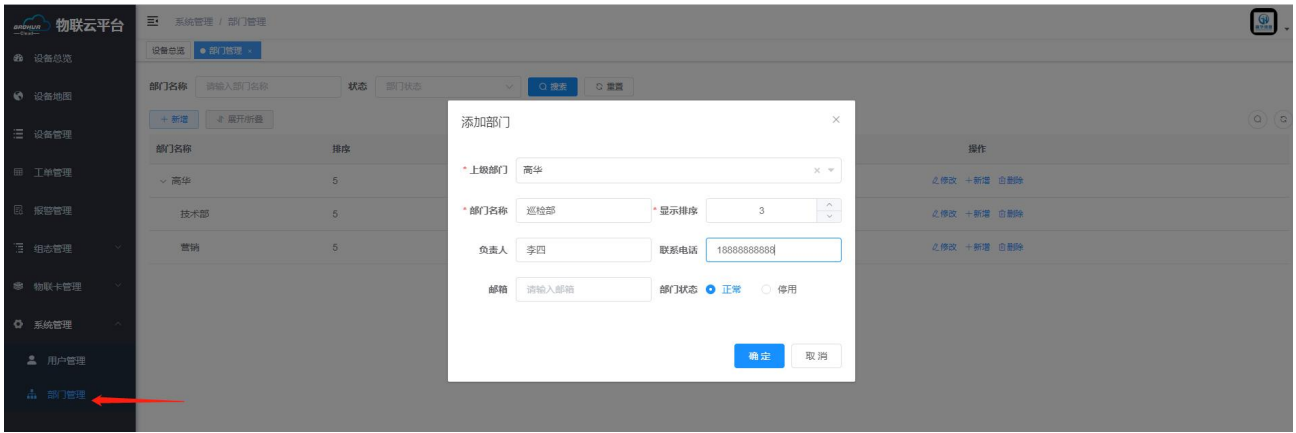 物联云平台
系统管理 / 部门管理
设备总览 部门管理 ×
设备总览
设备地图
设备管理
工单管理
报警管理
组态管理
物联卡管理
系统管理
用户管理
部门管理
部门名称 请输入部门名称 状态 部门状态 搜索 重置
+ 新增 展开/折叠
部门名称 排序 操作
高华 5 修改 +新增 删除
技术部 5 修改 +新增 删除
营销 5 修改 +新增 删除
添加部门 ×
* 上级部门 高华 ×
* 部门名称 巡检部 * 显示排序 3
负责人 李四 联系电话 18888888888
邮箱 请输入邮箱 部门状态 正常 停用
确定 取消